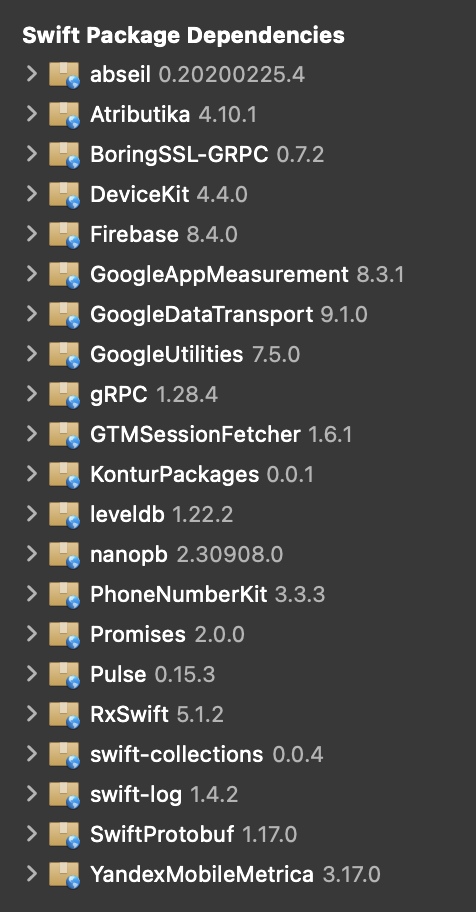 Swift Package Dependencies
abseil 0.20200225.4
Atributika 4.10.1
BoringSSL-GRPC 0.7.2
DeviceKit 4.4.0
Firebase 8.4.0
GoogleAppMeasurement 8.3.1
GoogleDataTransport 9.1.0
GoogleUtilities 7.5.0
gRPC 1.28.4
GTMSessionFetcher 1.6.1
KonturPackages 0.0.1
leveldb 1.22.2
nanopb 2.30908.0
PhoneNumberKit 3.3.3
Promises 2.0.0
Pulse 0.15.3
RxSwift 5.1.2
swift-collections 0.0.4
swift-log 1.4.2
SwiftProtobuf 1.17.0
YandexMobileMetrica 3.17.0